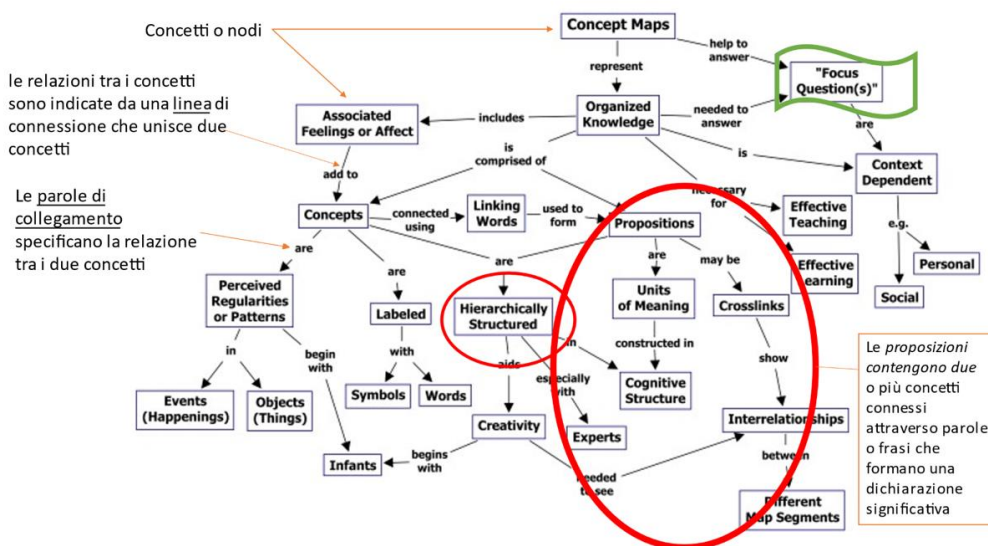 Concetti o nodi
Concept Maps
help to
answer
"Focus
Question(s)"
represent
le relazioni tra i concetti
sono indicate da una linea di
connessione che unisce due
concetti
Associated
Feelings or Affect
includes
Organized
Knowledge
needed to
answer
are
is
comprised of
is
Context
Dependent
add to
Le parole di
collegamento
specificano la relazione
tra i due concetti
Concepts
connected
using
Linking
Words
used to
form
Propositions
necessary
for
Effective
Teaching
e.g.
are
are
are
are
may be
Effective
Learning
Personal
Social
Perceived
Regularities
or Patterns
Labeled
Hierarchically
Structured
Units
of Meaning
Crosslinks
in
begin
with
with
aids
in
especially
with
constructed in
show
Le proposizioni
contengono due
o più concetti
connessi
attraverso parole
o frasi che
formano una
dichiarazione
significativa
Events
(Happenings)
Objects
(Things)
Symbols
Words
Creativity
Cognitive
Structure
Experts
Interrelationships
Infants
begins
with
needed
to see
between
Different
Map Segments